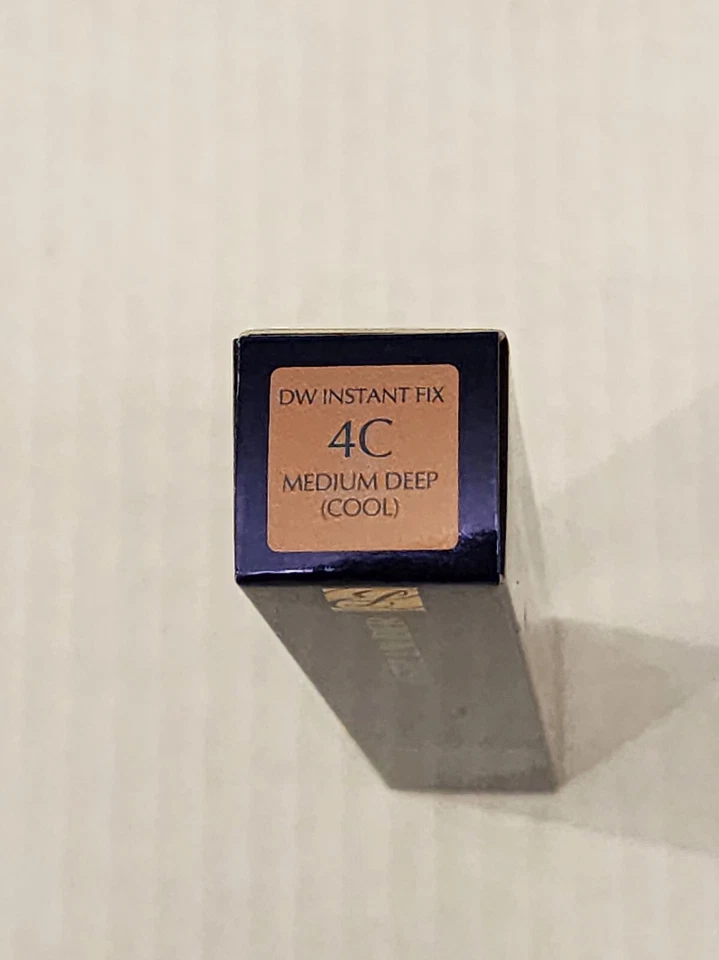 DW INSTANT FIX
4C
MEDIUM DEEP
(COOL)